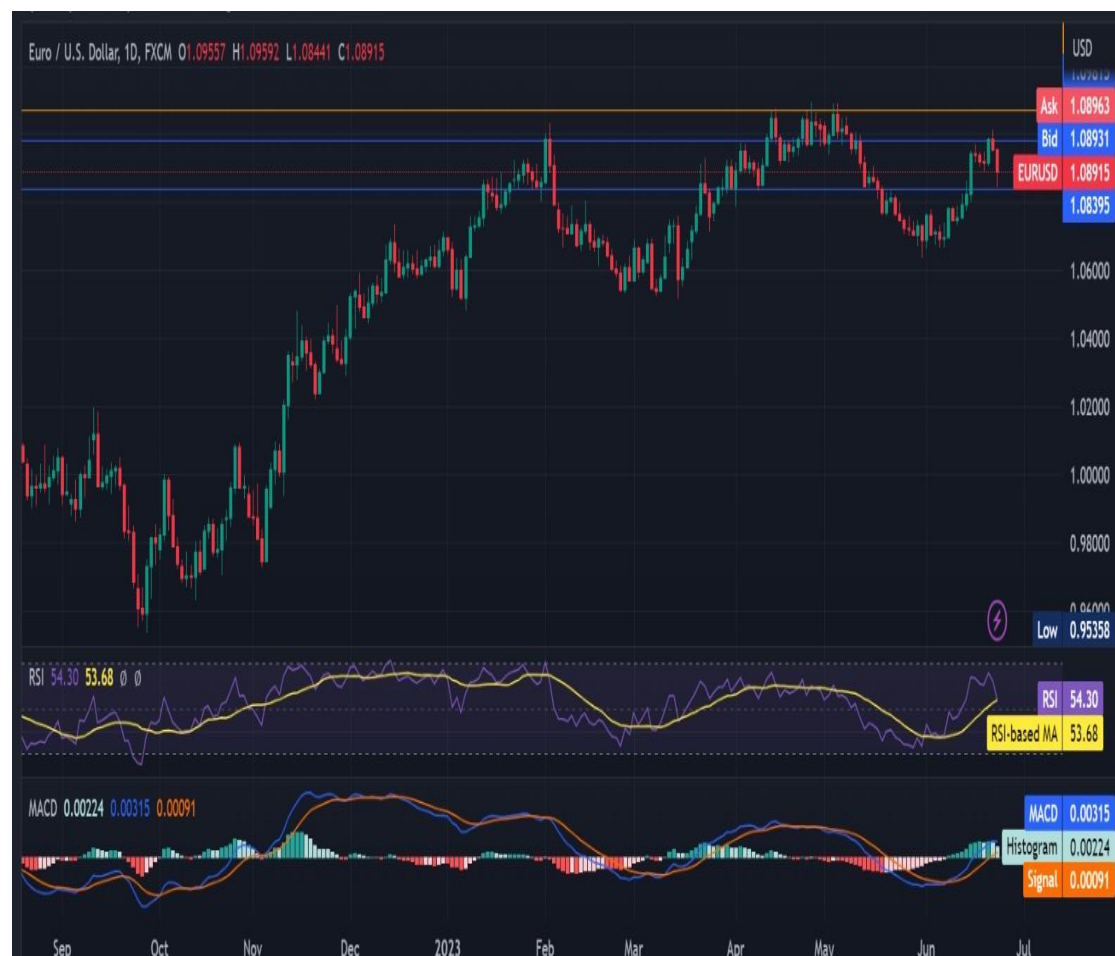 Euro / U.S. Dollar, 1D, FXCM O1.09557 H1.09592 L1.08441 C1.08915
USD
Ask 1.08963
Bid 1.08931
EURUSD 1.08915
1.08395
1.06000
1.04000
1.02000
1.00000
0.98000
0.96000
Low 0.95358
RSI 54.30 53.68 Ø Ø
RSI 54.30
RSI-based MA 53.68
MACD 0.00224 0.00315 0.00091
MACD 0.00315
Histogram 0.00224
Signal 0.00091
Sep Oct Nov Dec 2023 Feb Mar Apr May Jun Jul